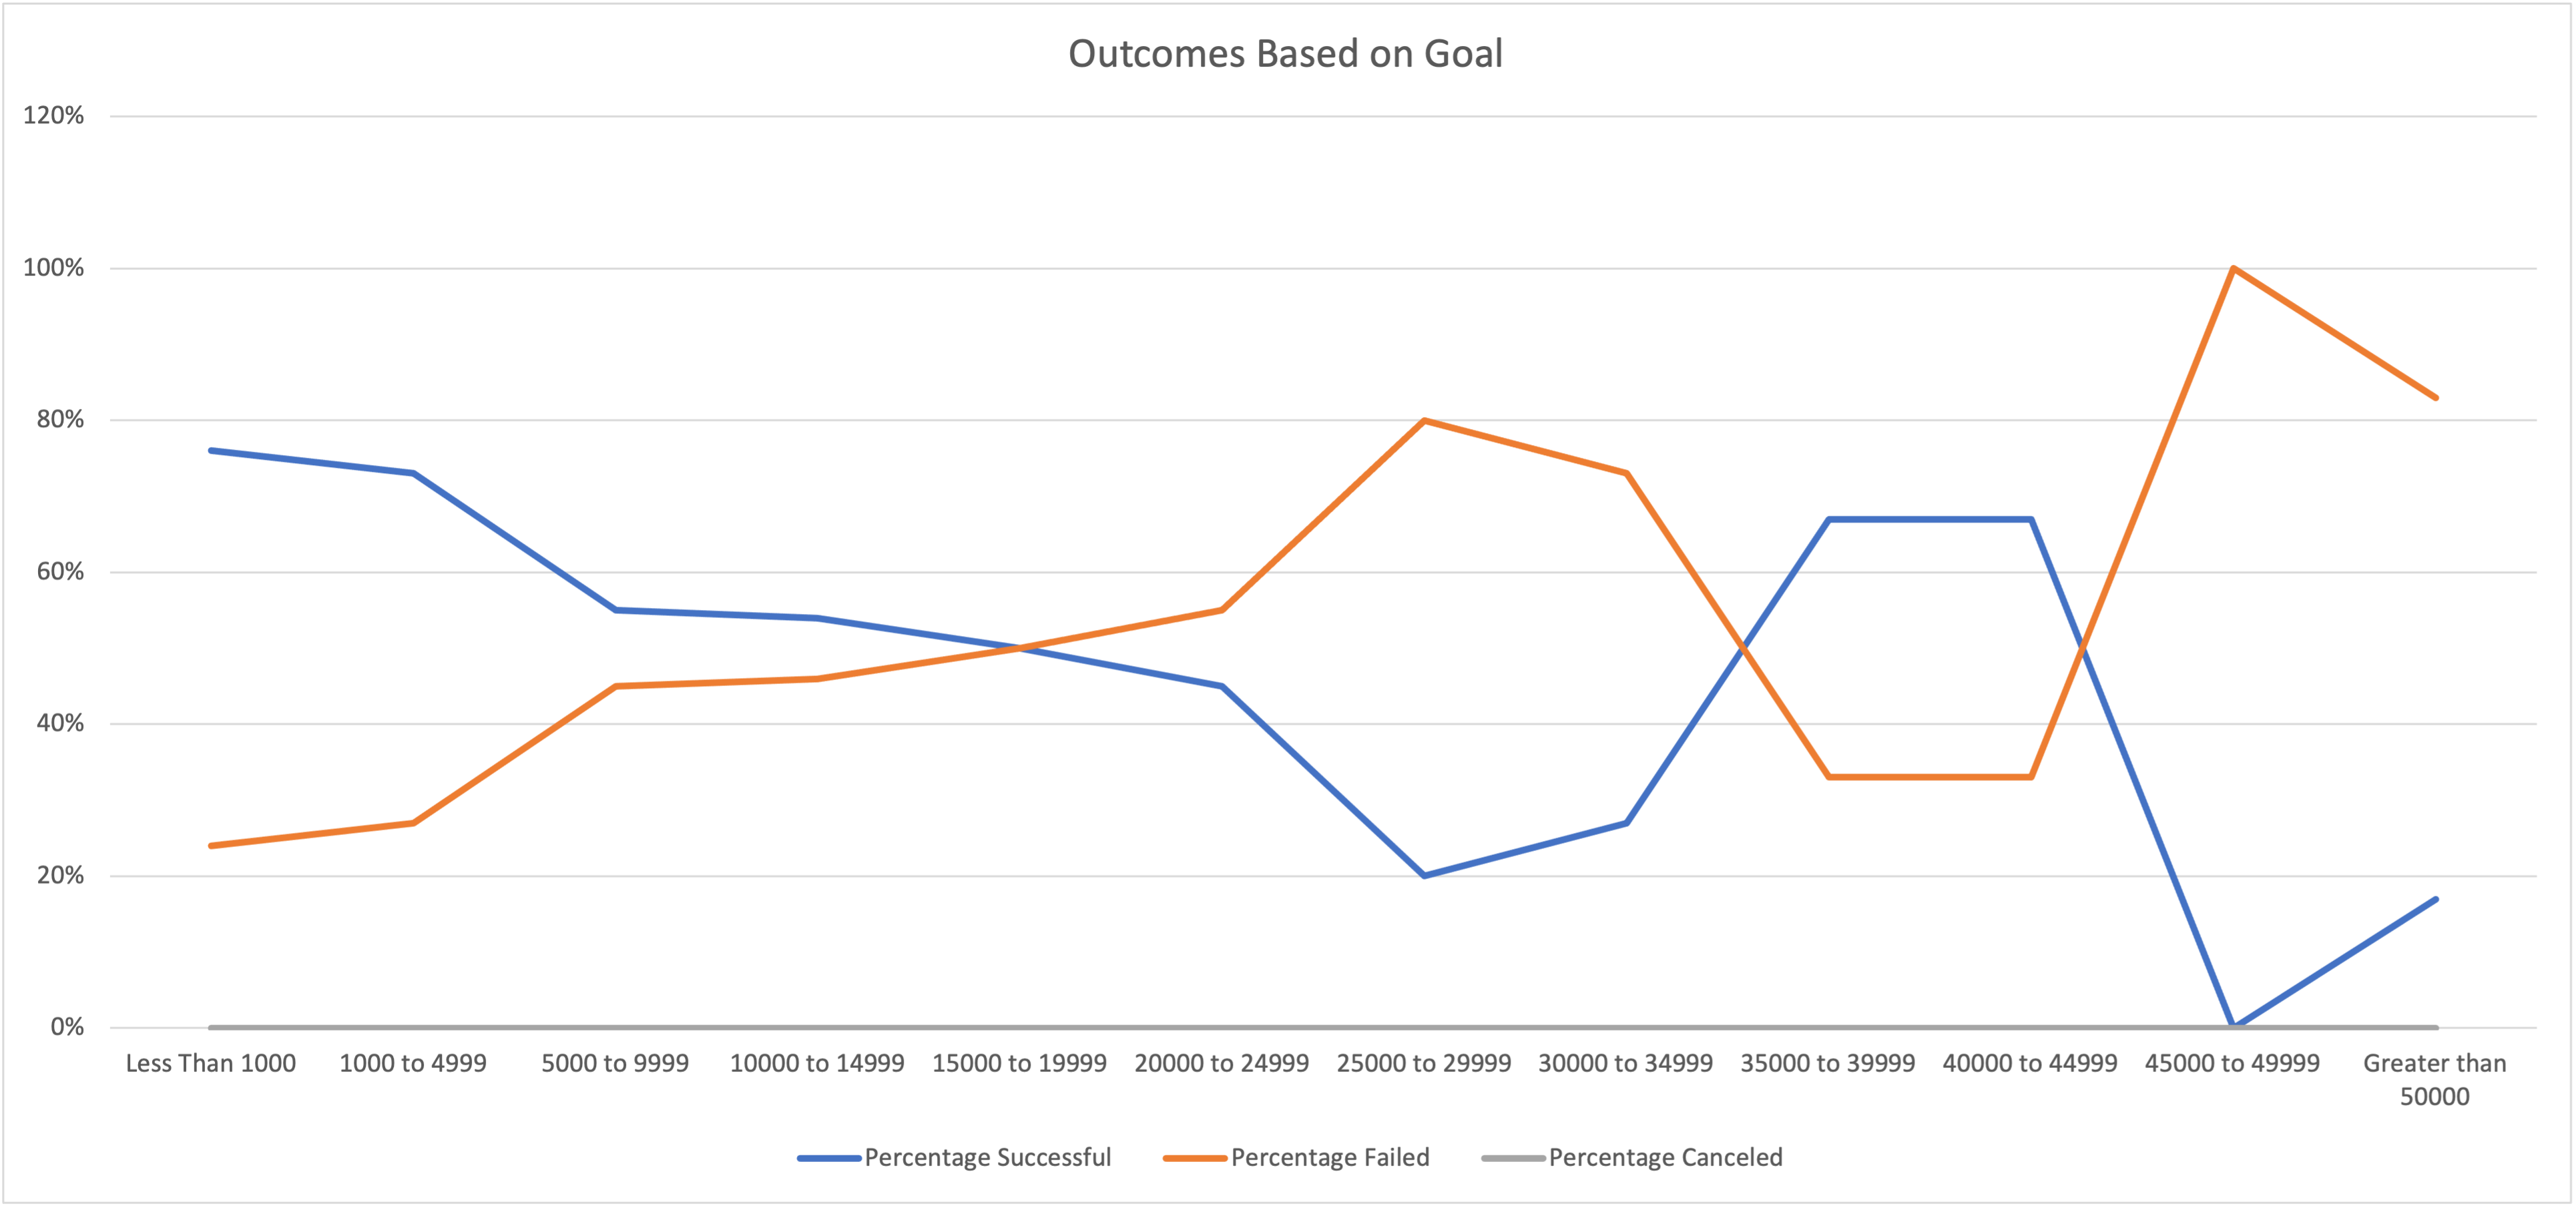 Outcomes Based on Goal
120%
100%
80%
60%
40%
20%
0%
Less Than 1000 1000 to 4999 5000 to 9999 10000 to 14999 15000 to 19999 20000 to 24999 25000 to 29999 30000 to 34999 35000 to 39999 40000 to 44999 45000 to 49999 Greater than
50000
Percentage Successful Percentage Failed Percentage Canceled